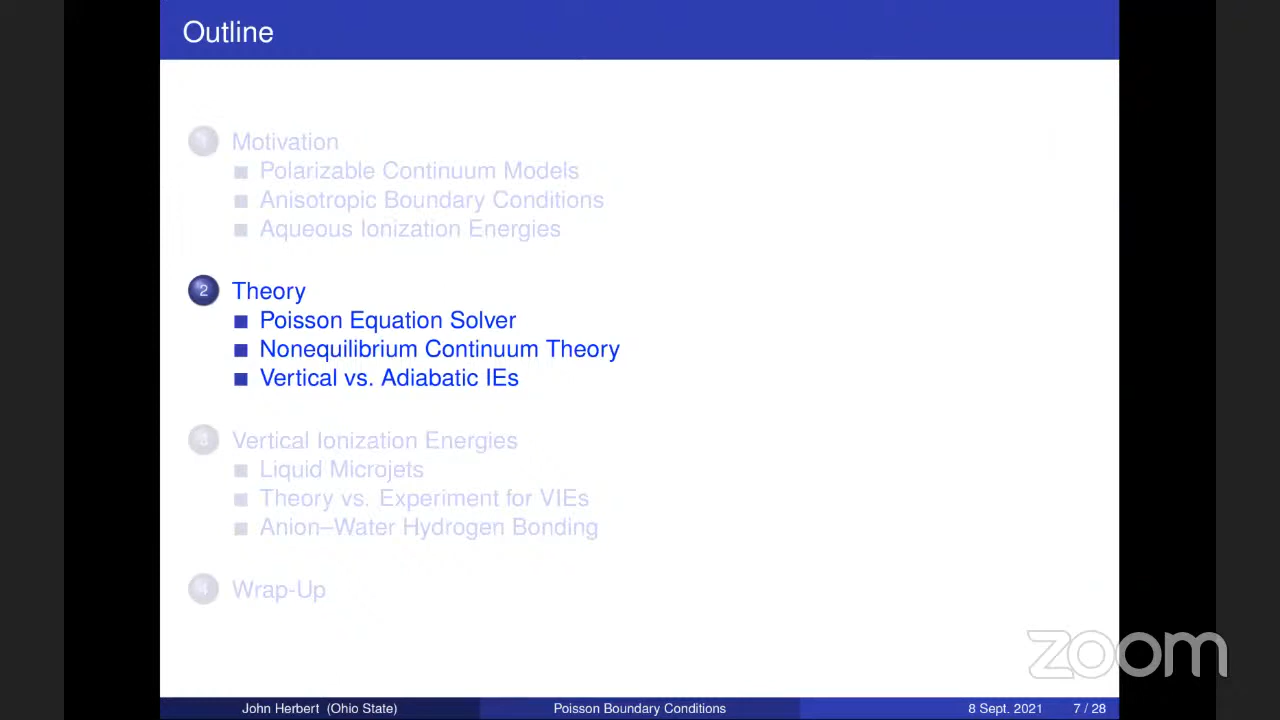 Outline
1 Motivation
Polarizable Continuum Models
Anisotropic Boundary Conditions
Aqueous Ionization Energies
2 Theory
Poisson Equation Solver
Nonequilibrium Continuum Theory
Vertical vs. Adiabatic IEs
3 Vertical Ionization Energies
Liquid Microjets
Theory vs. Experiment for VIEs
Anion–Water Hydrogen Bonding
4 Wrap-Up
zoom
John Herbert (Ohio State) Poisson Boundary Conditions 8 Sept. 2021 7 / 28